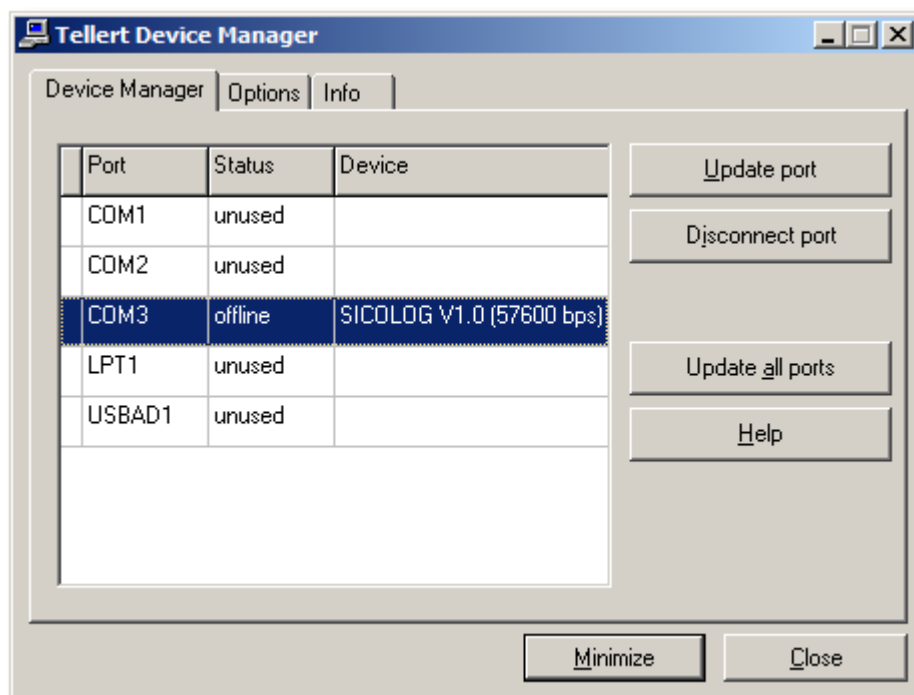 Tellert Device Manager
Device Manager Options Info
Port Status Device
COM1 unused
COM2 unused
COM3 offline SICOLOG V1.0 (57600 bps)
LPT1 unused
USBAD1 unused
Update port
Disconnect port
Update all ports
Help
Minimize Close